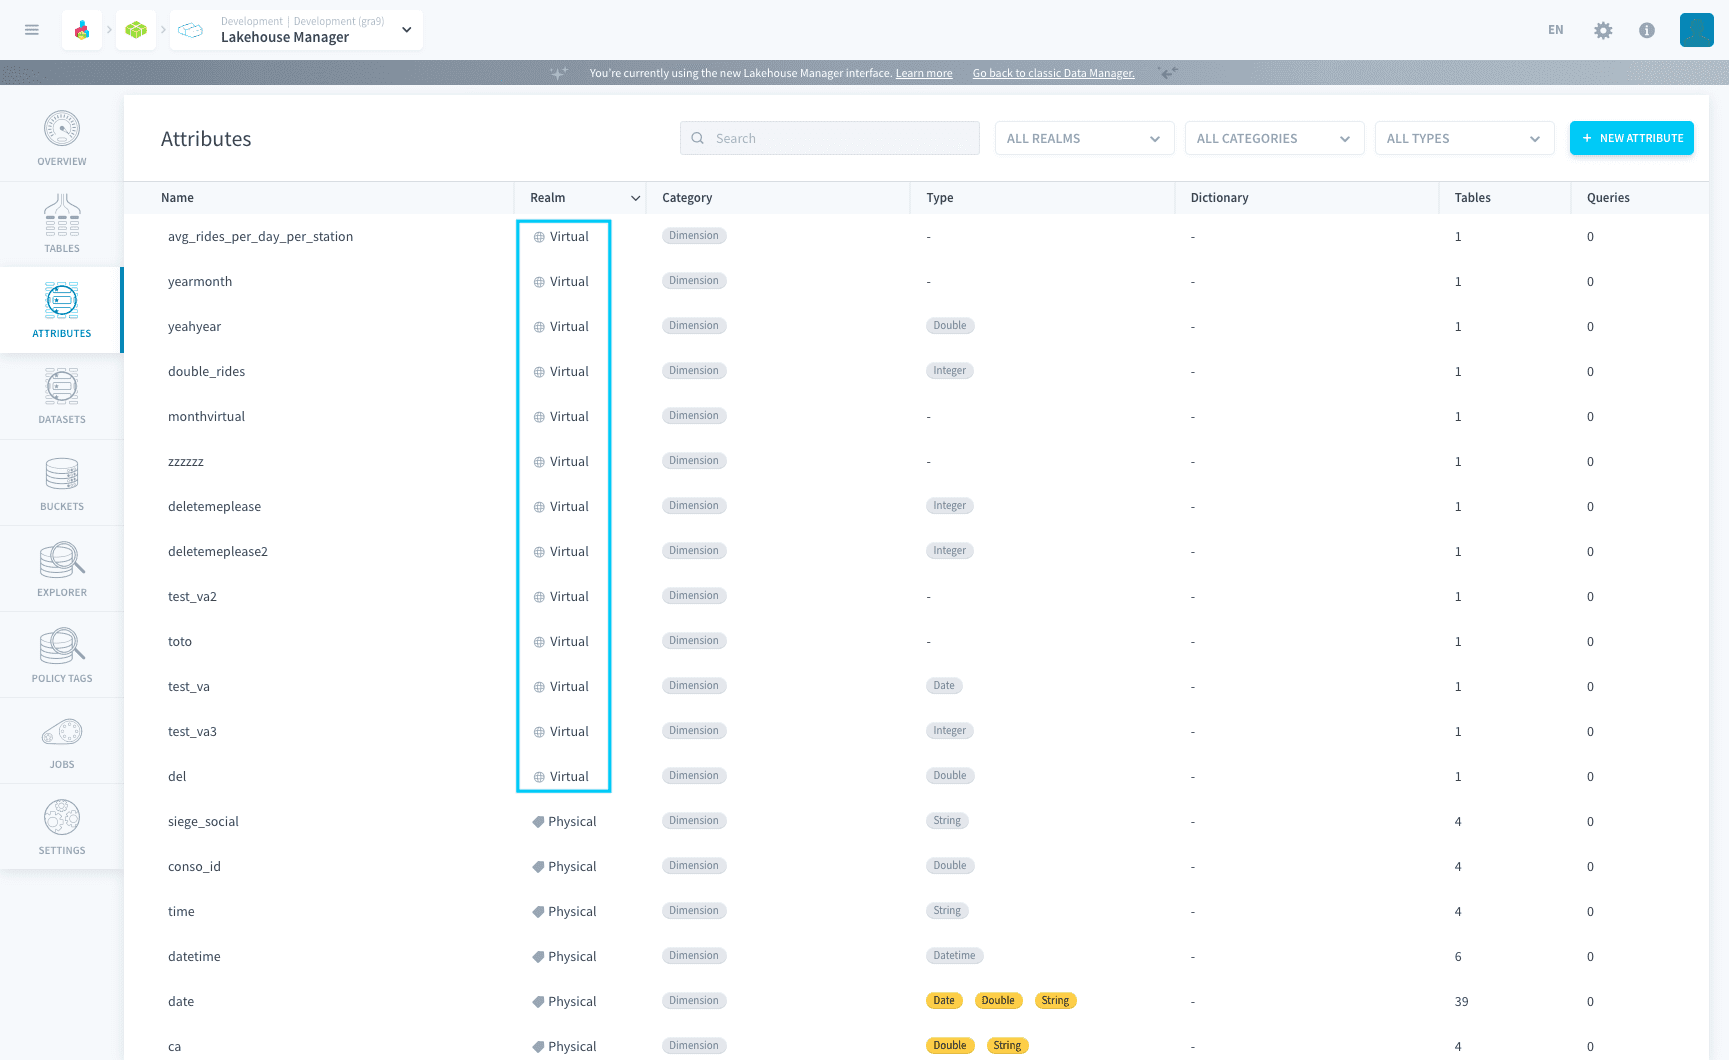 Development | Development (gra9)
Lakehouse Manager
EN
You're currently using the new Lakehouse Manager interface. Learn more Go back to classic Data Manager.
OVERVIEW
TABLES
ATTRIBUTES
DATASETS
BUCKETS
EXPLORER
POLICY TAGS
JOBS
SETTINGS
Attributes
Search
ALL REALMS
ALL CATEGORIES
ALL TYPES
+ NEW ATTRIBUTE
Name Realm Category Type Dictionary Tables Queries
avg_rides_per_day_per_station Virtual Dimension - - 1 0
yearmonth Virtual Dimension - - 1 0
yeahyear Virtual Dimension Double - 1 0
double_rides Virtual Dimension Integer - 1 0
monthvirtual Virtual Dimension - - 1 0
zzzzzz Virtual Dimension - - 1 0
deletemeplease Virtual Dimension Integer - 1 0
deletemeplease2 Virtual Dimension Integer - 1 0
test_va2 Virtual Dimension - - 1 0
toto Virtual Dimension - - 1 0
test_va Virtual Dimension Date - 1 0
test_va3 Virtual Dimension Integer - 1 0
del Virtual Dimension Double - 1 0
siege_social Physical Dimension String - 4 0
conso_id Physical Dimension Double - 4 0
time Physical Dimension String - 4 0
datetime Physical Dimension Datetime - 6 0
date Physical Dimension Date Double String - 39 0
ca Physical Dimension Double String - 4 0